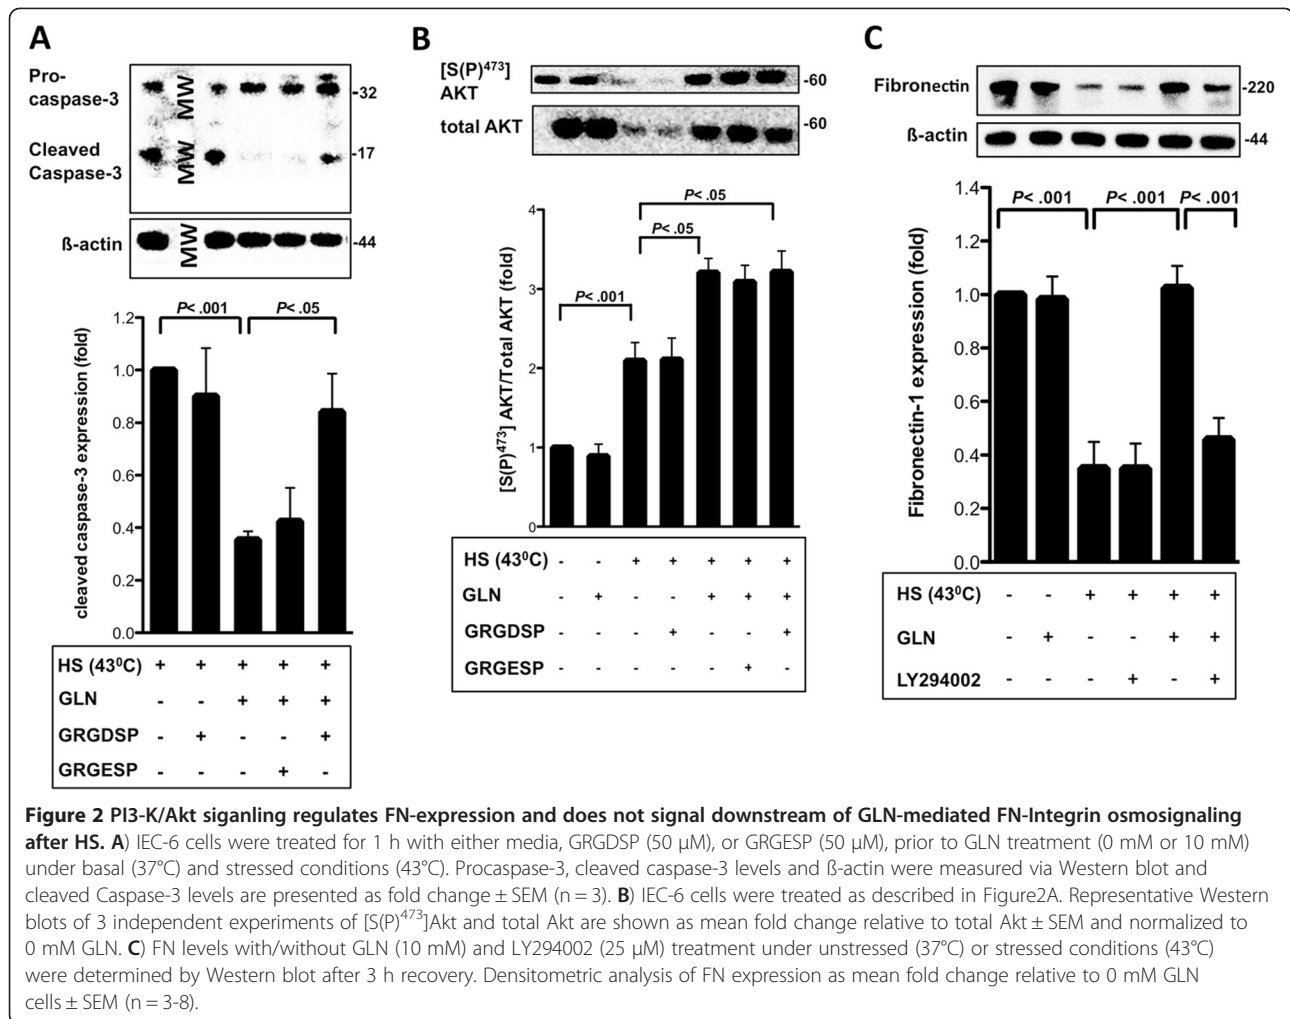 A
Pro-
caspase-3
MW
-32
Cleaved
Caspase-3
MW
-17
ß-actin
MW
-44
P< .001
P< .05
cleaved caspase-3 expression (fold)
1.2
1.0
0.8
0.6
0.4
0.2
0.0
HS (43⁰C) + + + + +
GLN - - + + +
GRGDSP - + - - +
GRGESP - - - + -
B
[S(P)⁴⁷³]
AKT
-60
total AKT
-60
P< .05
P< .05
P< .001
[S(P)⁴⁷³] AKT/Total AKT (fold)
4
3
2
1
0
HS (43⁰C) - - + + + + +
GLN - + - - + + +
GRGDSP - - - + - - +
GRGESP - - - - - + -
C
Fibronectin
-220
ß-actin
-44
P< .001
P< .001
P< .001
Fibronectin-1 expression (fold)
1.4
1.2
1.0
0.8
0.6
0.4
0.2
0.0
HS (43⁰C) - - + + + +
GLN - + - - + +
LY294002 - - - + - +
Figure 2 PI3-K/Akt siganling regulates FN-expression and does not signal downstream of GLN-mediated FN-Integrin osmosignaling
after HS. A) IEC-6 cells were treated for 1 h with either media, GRGDSP (50 μM), or GRGESP (50 μM), prior to GLN treatment (0 mM or 10 mM)
under basal (37°C) and stressed conditions (43°C). Procaspase-3, cleaved caspase-3 levels and ß-actin were measured via Western blot and
cleaved Caspase-3 levels are presented as fold change ± SEM (n = 3). B) IEC-6 cells were treated as described in Figure2A. Representative Western
blots of 3 independent experiments of [S(P)⁴⁷³]Akt and total Akt are shown as mean fold change relative to total Akt ± SEM and normalized to
0 mM GLN. C) FN levels with/without GLN (10 mM) and LY294002 (25 μM) treatment under unstressed (37°C) or stressed conditions (43°C)
were determined by Western blot after 3 h recovery. Densitometric analysis of FN expression as mean fold change relative to 0 mM GLN
cells ± SEM (n = 3-8).